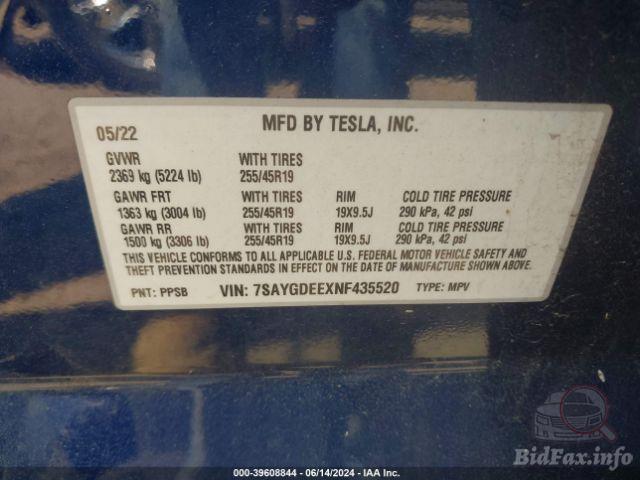 05/22 MFD BY TESLA, INC.
GVWR WITH TIRES
2369 kg (5224 lb) 255/45R19
GAWR FRT WITH TIRES RIM COLD TIRE PRESSURE
1363 kg (3004 lb) 255/45R19 19X9.5J 290 kPa, 42 psi
GAWR RR WITH TIRES RIM COLD TIRE PRESSURE
1500 kg (3306 lb) 255/45R19 19X9.5J 290 kPa, 42 psi
THIS VEHICLE CONFORMS TO ALL APPLICABLE U.S. FEDERAL MOTOR VEHICLE SAFETY AND
THEFT PREVENTION STANDARDS IN EFFECT ON THE DATE OF MANUFACTURE SHOWN ABOVE.
PNT: PPSB VIN: 7SAYGDEEXNF435520 TYPE: MPV
BidFax.info
000-39608844 / 06/14/2024 - IAA Inc.